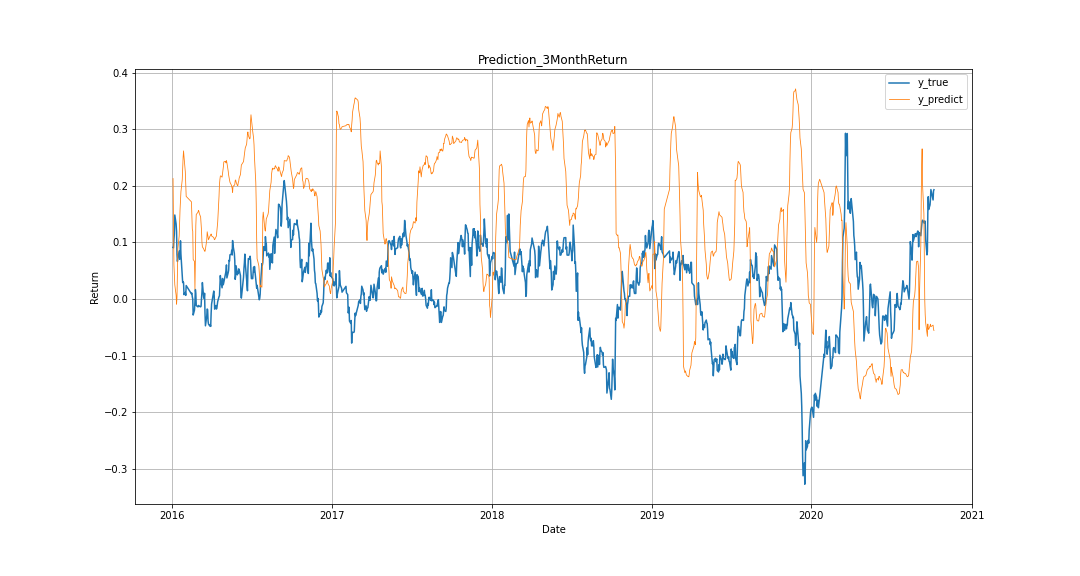 Prediction_3MonthReturn
y_true
y_predict
0.4
0.3
0.2
0.1
0.0
−0.1
−0.2
−0.3
Return
2016 2017 2018 2019 2020 2021
Date